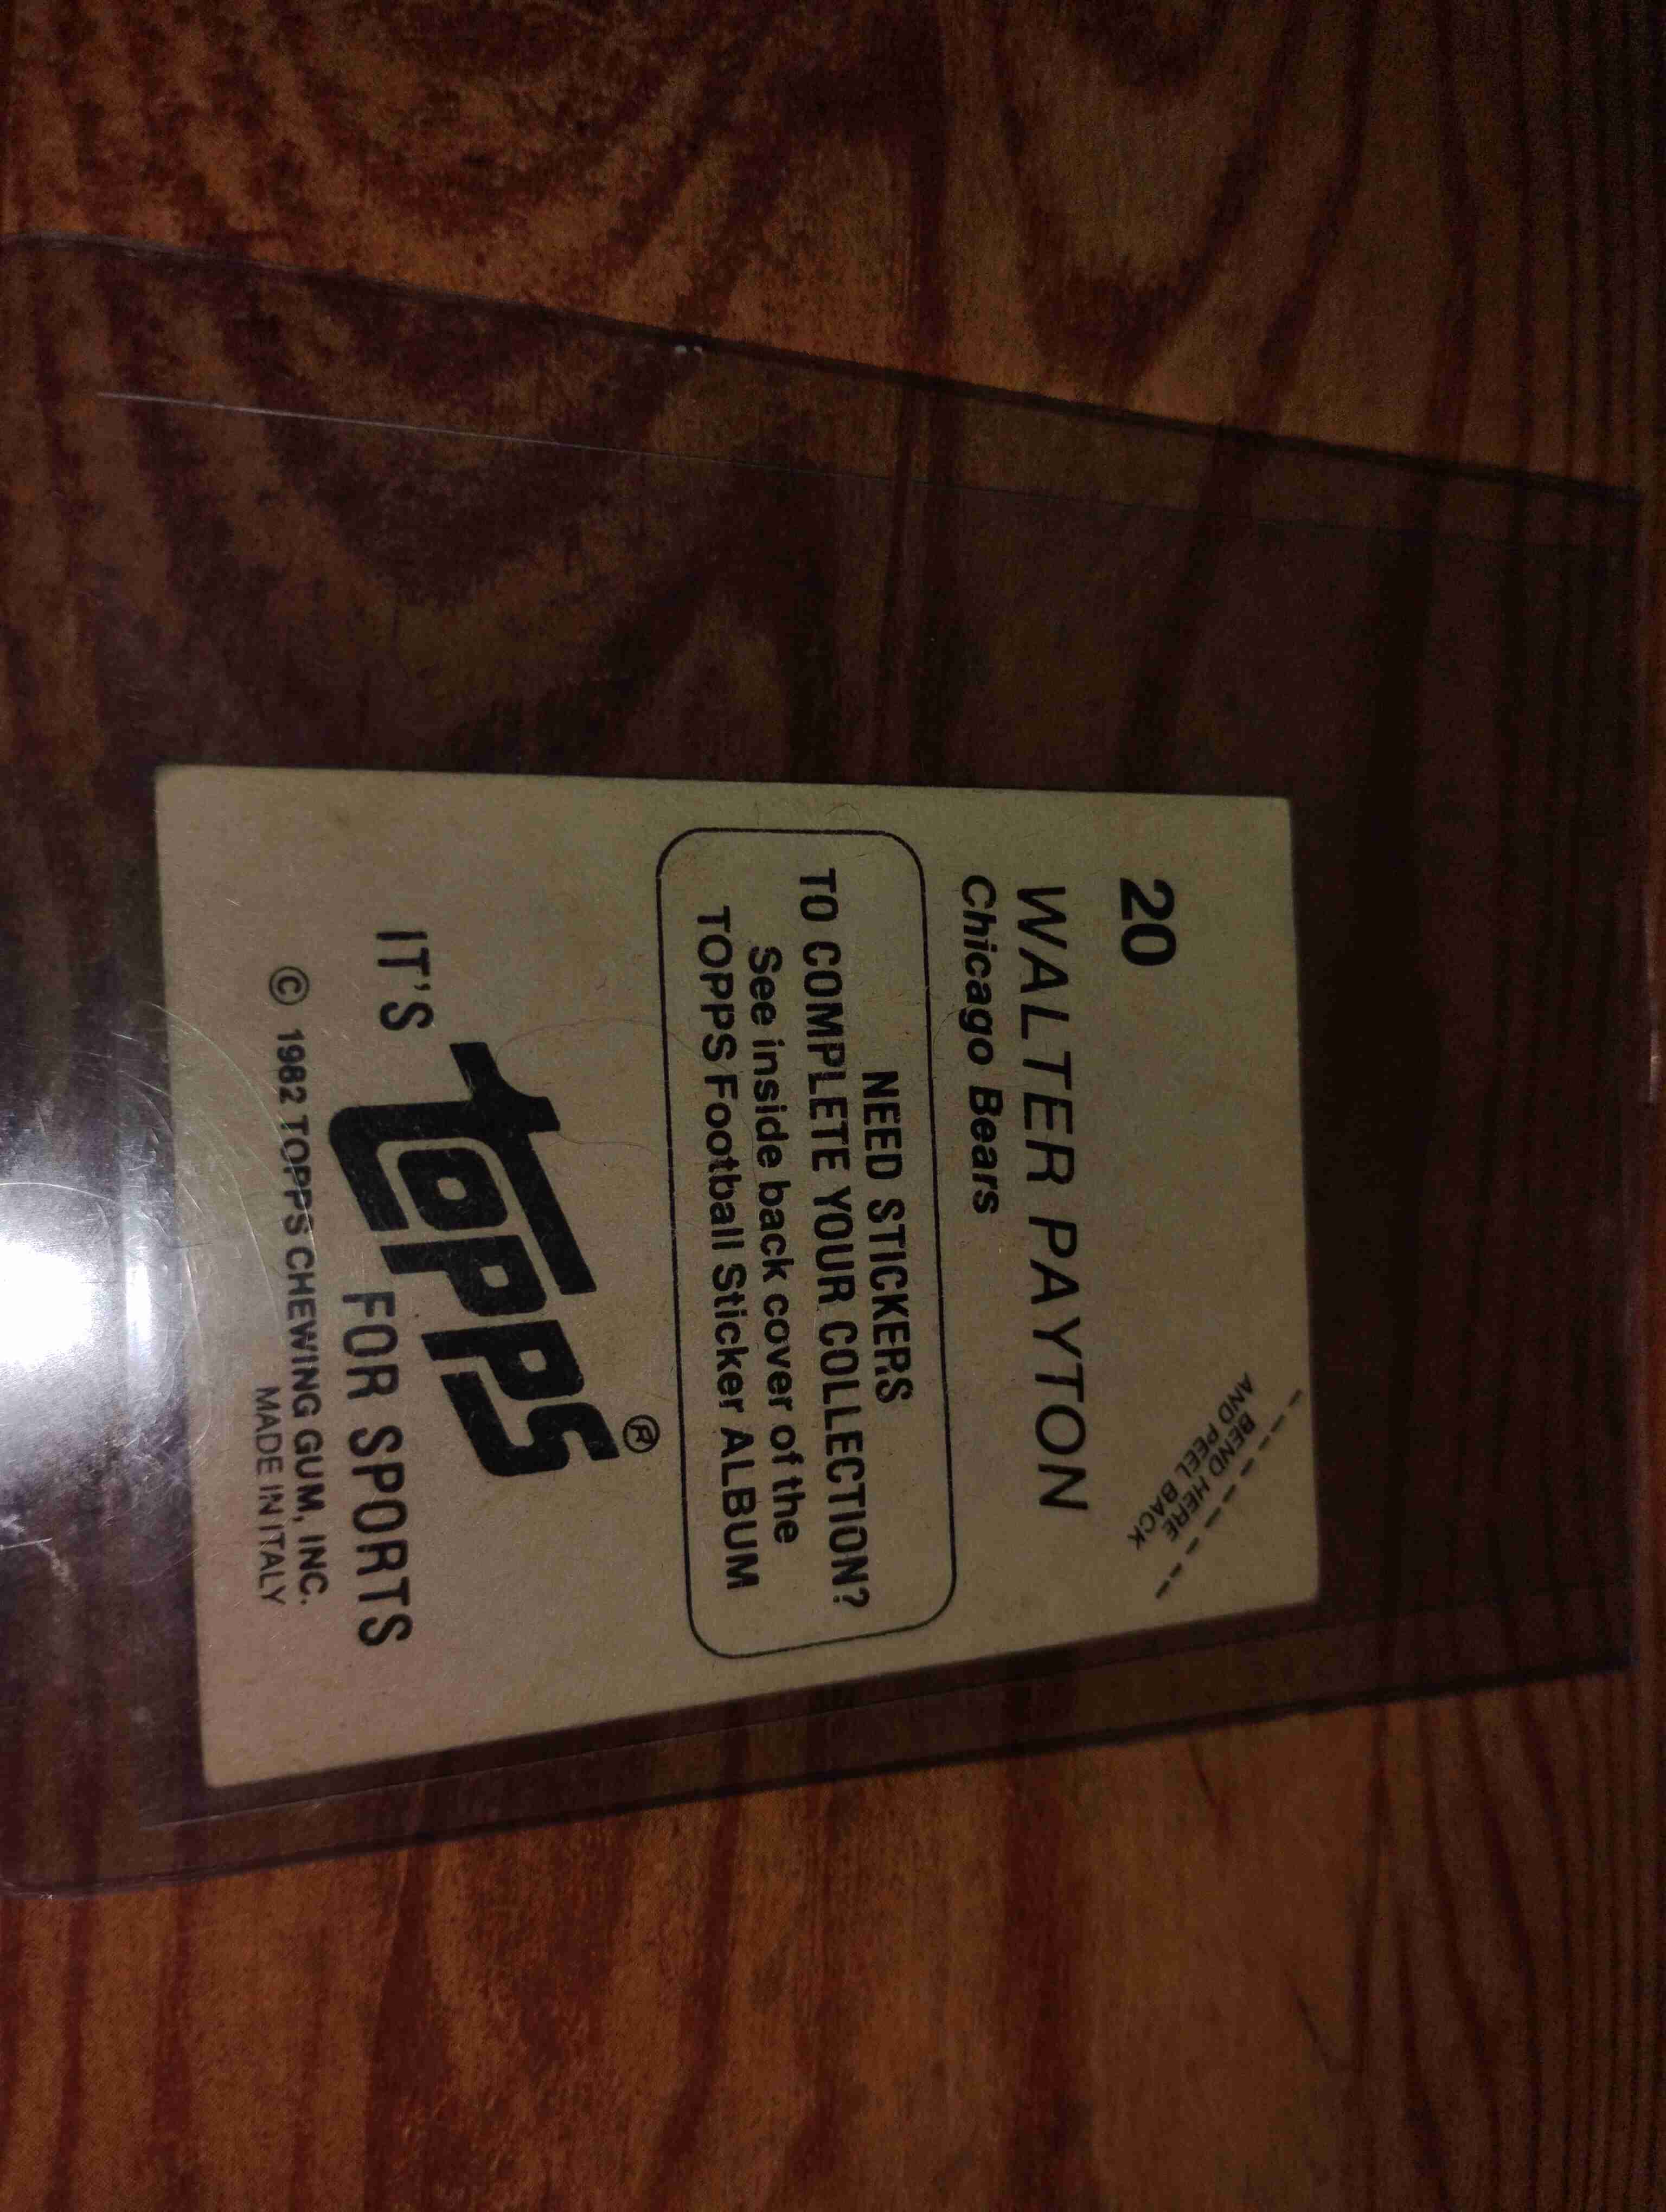 20
BEND HERE
AND PEEL BACK
WALTER PAYTON
Chicago Bears
NEED STICKERS
TO COMPLETE YOUR COLLECTION?
See inside back cover of the
TOPPS Football Sticker ALBUM
IT'S TOPPS® FOR SPORTS
© 1982 TOPPS CHEWING GUM, INC.
MADE IN ITALY